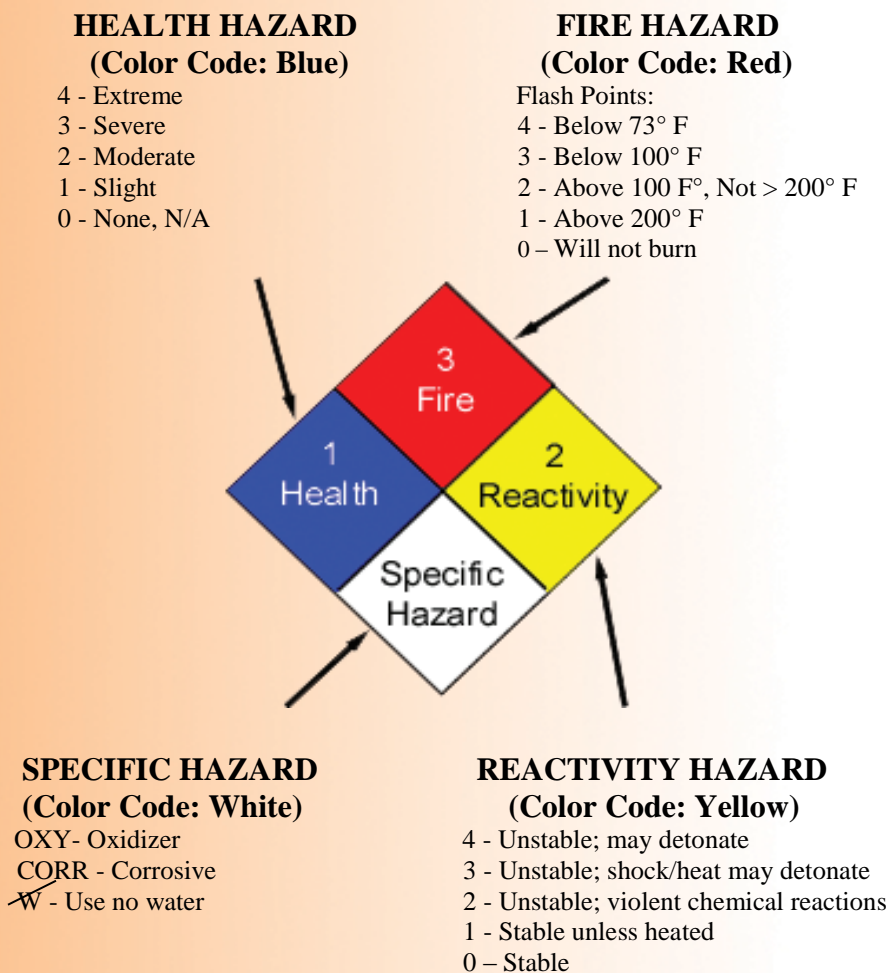 HEALTH HAZARD
(Color Code: Blue)
4 - Extreme
3 - Severe
2 - Moderate
1 - Slight
0 - None, N/A
FIRE HAZARD
(Color Code: Red)
Flash Points:
4 - Below 73° F
3 - Below 100° F
2 - Above 100 F°, Not > 200° F
1 - Above 200° F
0 – Will not burn
3
Fire
1
Health
2
Reactivity
Specific
Hazard
SPECIFIC HAZARD
(Color Code: White)
OXY- Oxidizer
CORR - Corrosive
W - Use no water
REACTIVITY HAZARD
(Color Code: Yellow)
4 - Unstable; may detonate
3 - Unstable; shock/heat may detonate
2 - Unstable; violent chemical reactions
1 - Stable unless heated
0 – Stable